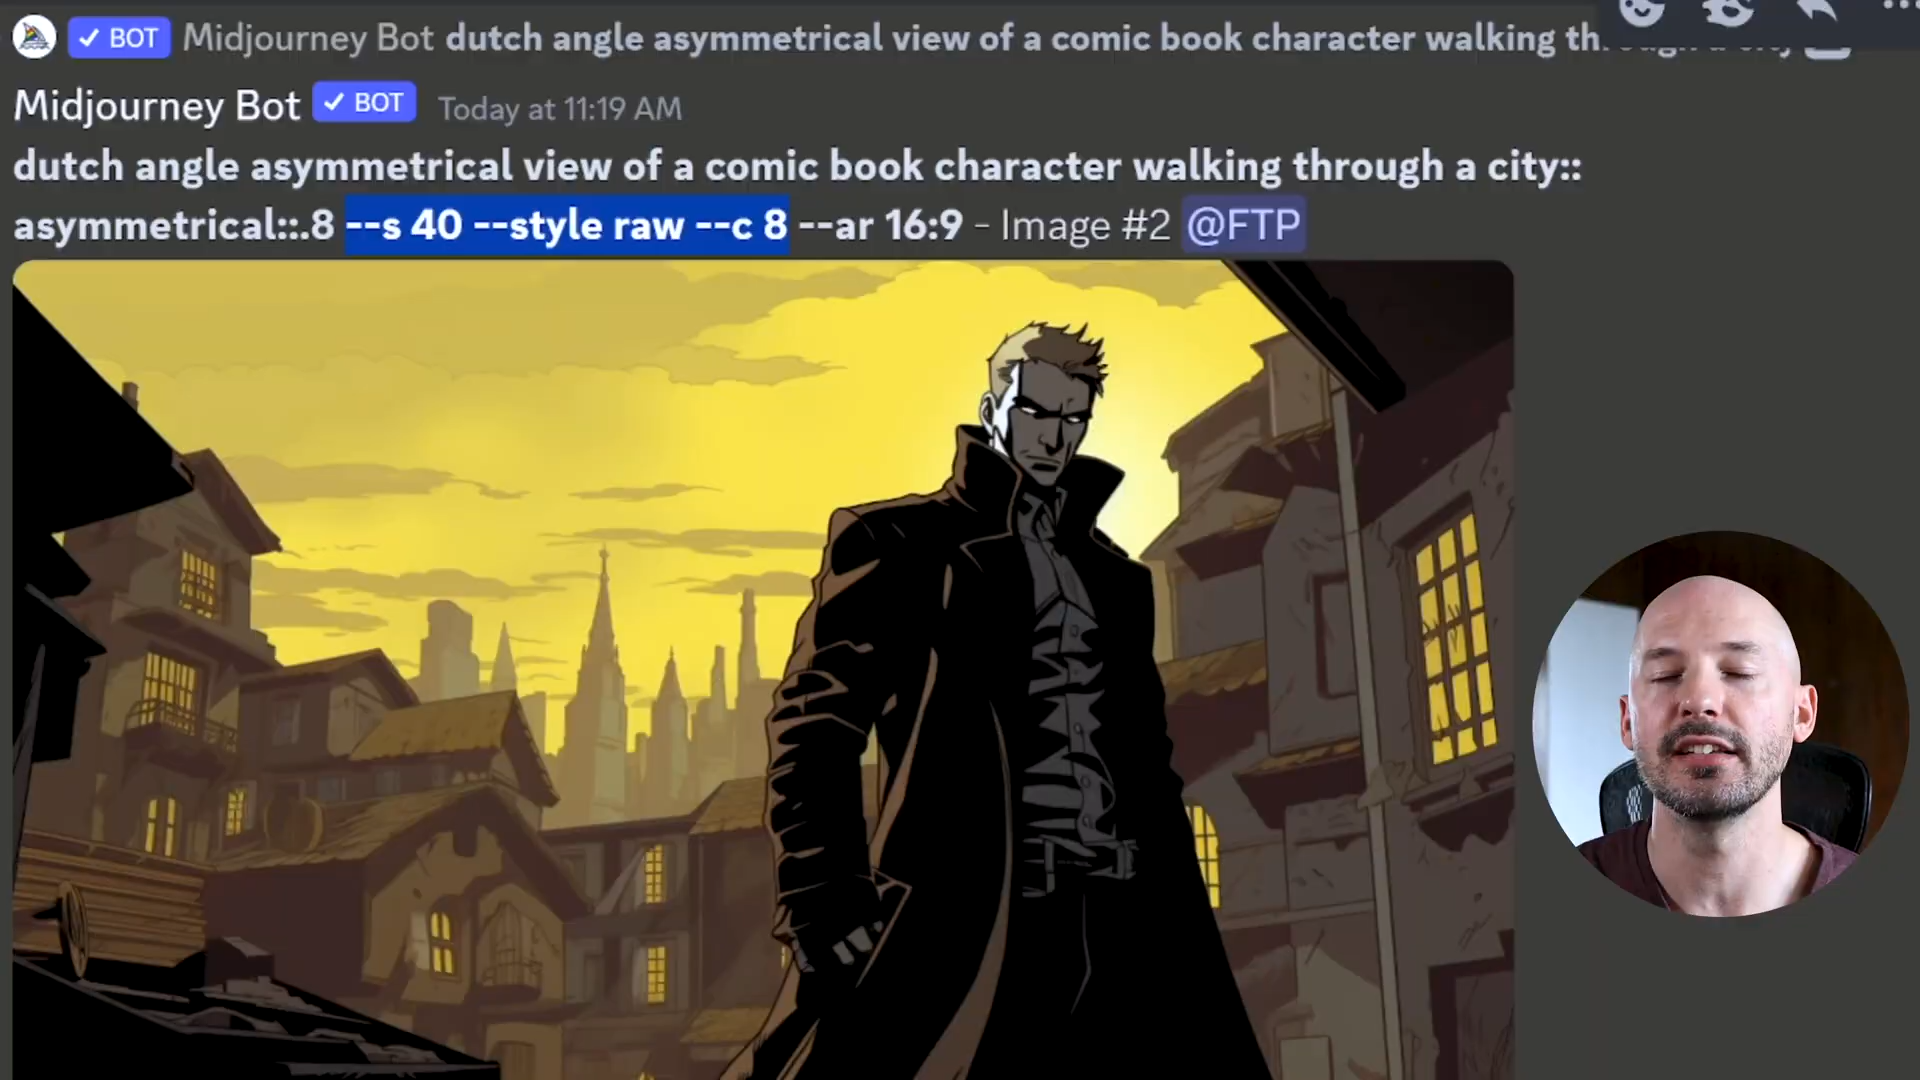 BOT Midjourney Bot dutch angle asymmetrical view of a comic book character walking
Midjourney Bot BOT Today at 11:19 AM
dutch angle asymmetrical view of a comic book character walking through a city::
asymmetrical::.8 --s 40 --style raw --c 8 --ar 16:9 - Image #2 @FTP